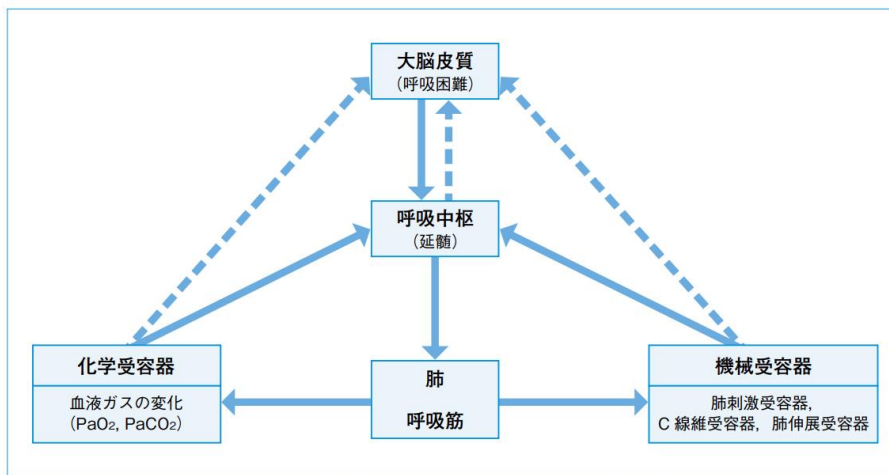 大脳皮質
（呼吸困難）
呼吸中枢
（延髄）
化学受容器
血液ガスの変化
（PaO₂, PaCO₂）
肺
呼吸筋
機械受容器
肺刺激受容器，
C 線維受容器，肺伸展受容器